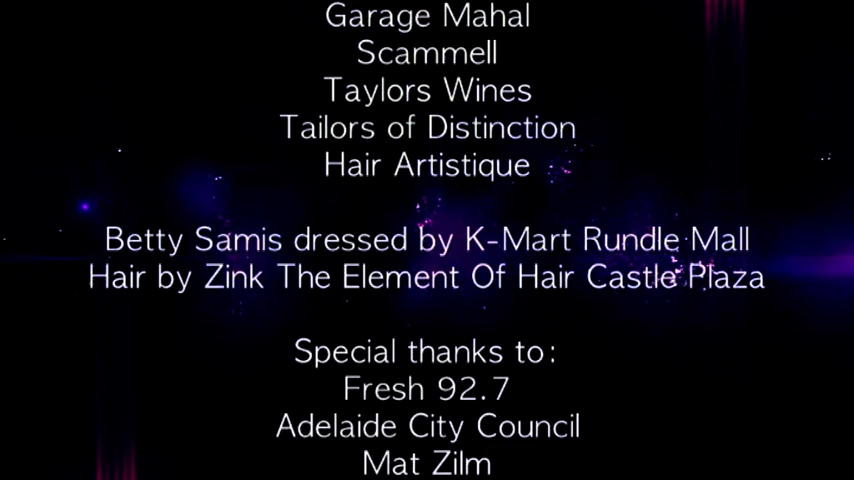 Garage Mahal
Scammell
Taylors Wines
Tailors of Distinction
Hair Artistique
Betty Samis dressed by K-Mart Rundle Mall
Hair by Zink The Element Of Hair Castle Plaza
Special thanks to:
Fresh 92.7
Adelaide City Council
Mat Zilm